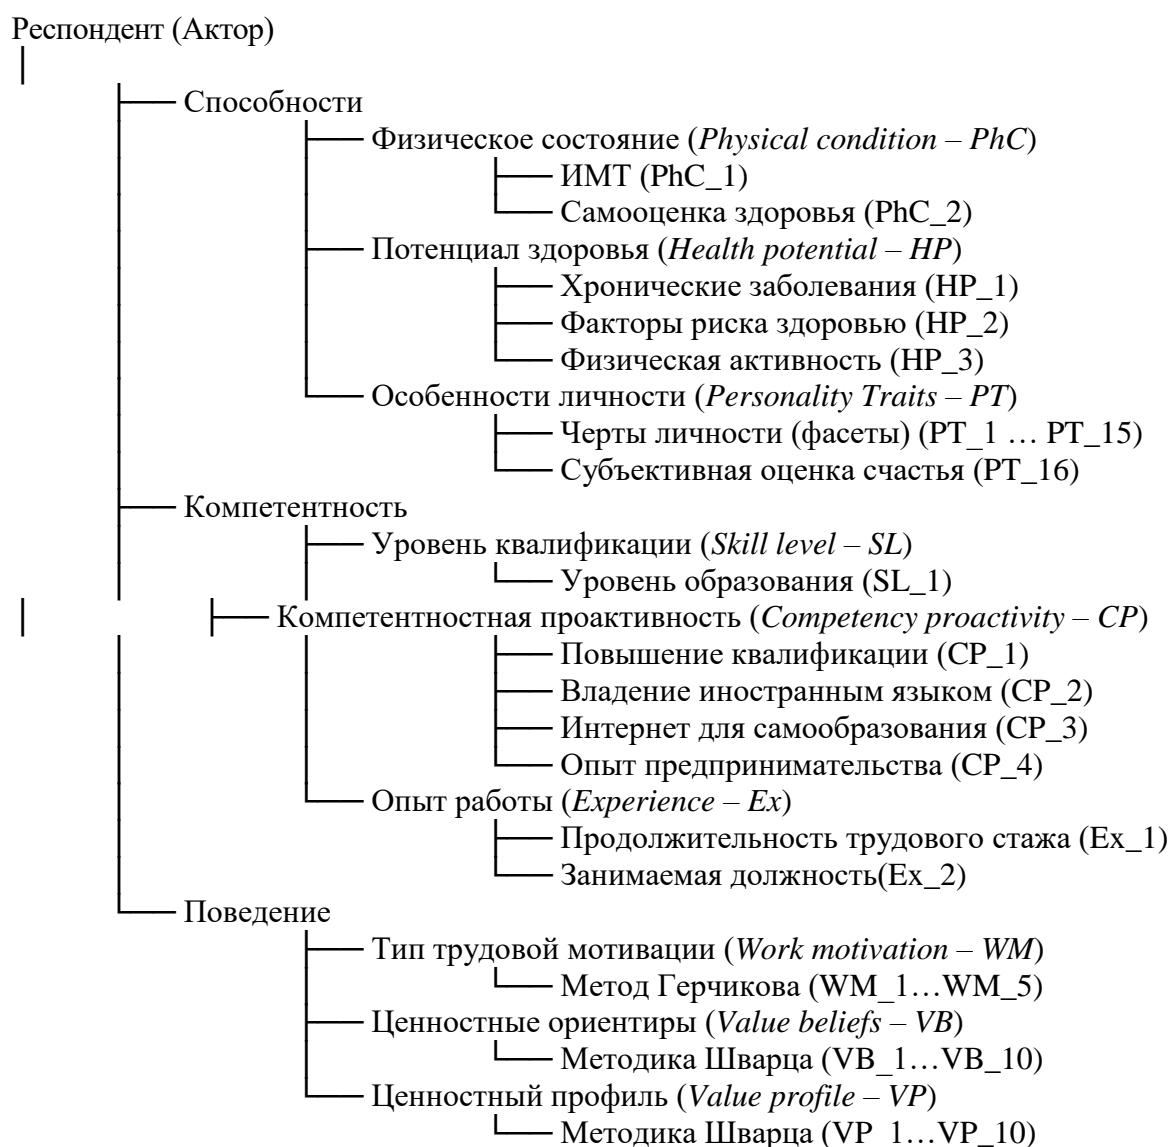 Респондент (Актор)
Способности
Физическое состояние (Physical condition – PhC)
ИМТ (PhC_1)
Самооценка здоровья (PhC_2)
Потенциал здоровья (Health potential – HP)
Хронические заболевания (HP_1)
Факторы риска здоровью (HP_2)
Физическая активность (HP_3)
Особенности личности (Personality Traits – PT)
Черты личности (фасеты) (PT_1 … PT_15)
Субъективная оценка счастья (PT_16)
Компетентность
Уровень квалификации (Skill level – SL)
Уровень образования (SL_1)
Компетентностная проактивность (Competency proactivity – CP)
Повышение квалификации (CP_1)
Владение иностранным языком (CP_2)
Интернет для самообразования (CP_3)
Опыт предпринимательства (CP_4)
Опыт работы (Experience – Ex)
Продолжительность трудового стажа (Ex_1)
Занимаемая должность(Ex_2)
Поведение
Тип трудовой мотивации (Work motivation – WM)
Метод Герчикова (WM_1…WM_5)
Ценностные ориентиры (Value beliefs – VB)
Методика Шварца (VB_1…VB_10)
Ценностный профиль (Value profile – VP)
Методика Шварца (VP_1…VP_10)